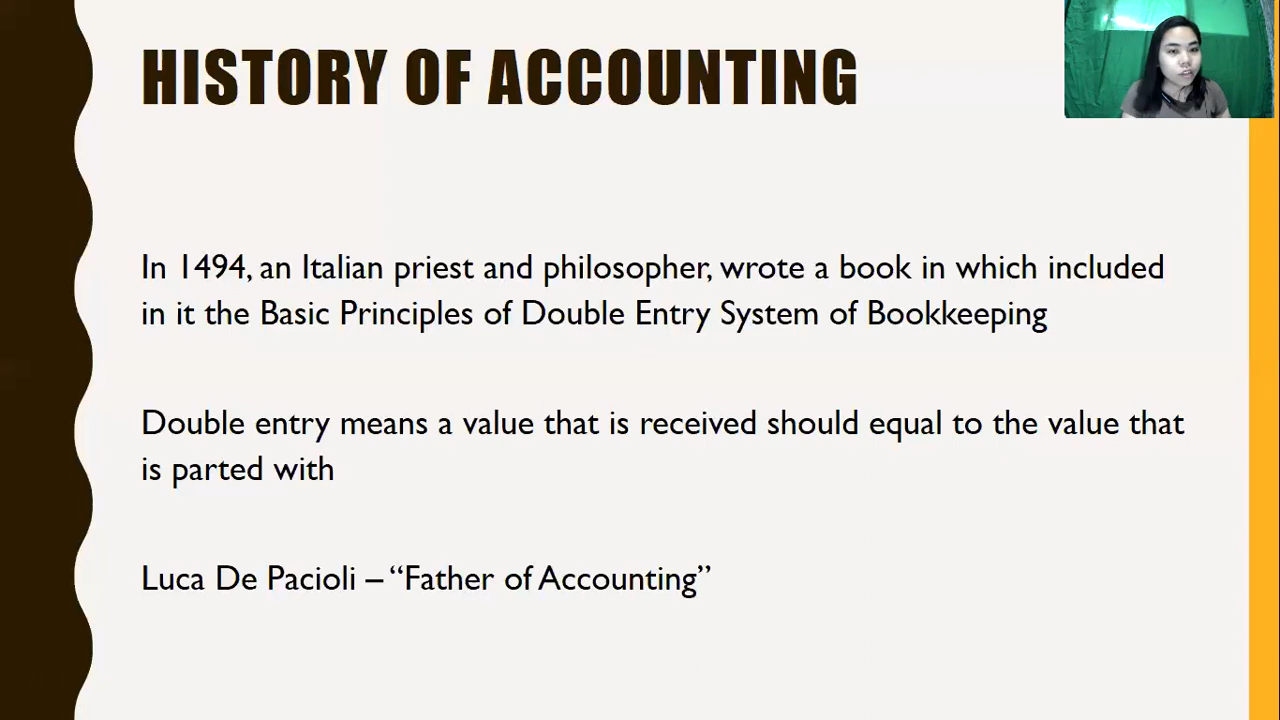 HISTORY OF ACCOUNTING
In 1494, an Italian priest and philosopher, wrote a book in which included
in it the Basic Principles of Double Entry System of Bookkeeping
Double entry means a value that is received should equal to the value that
is parted with
Luca De Pacioli – “Father of Accounting”